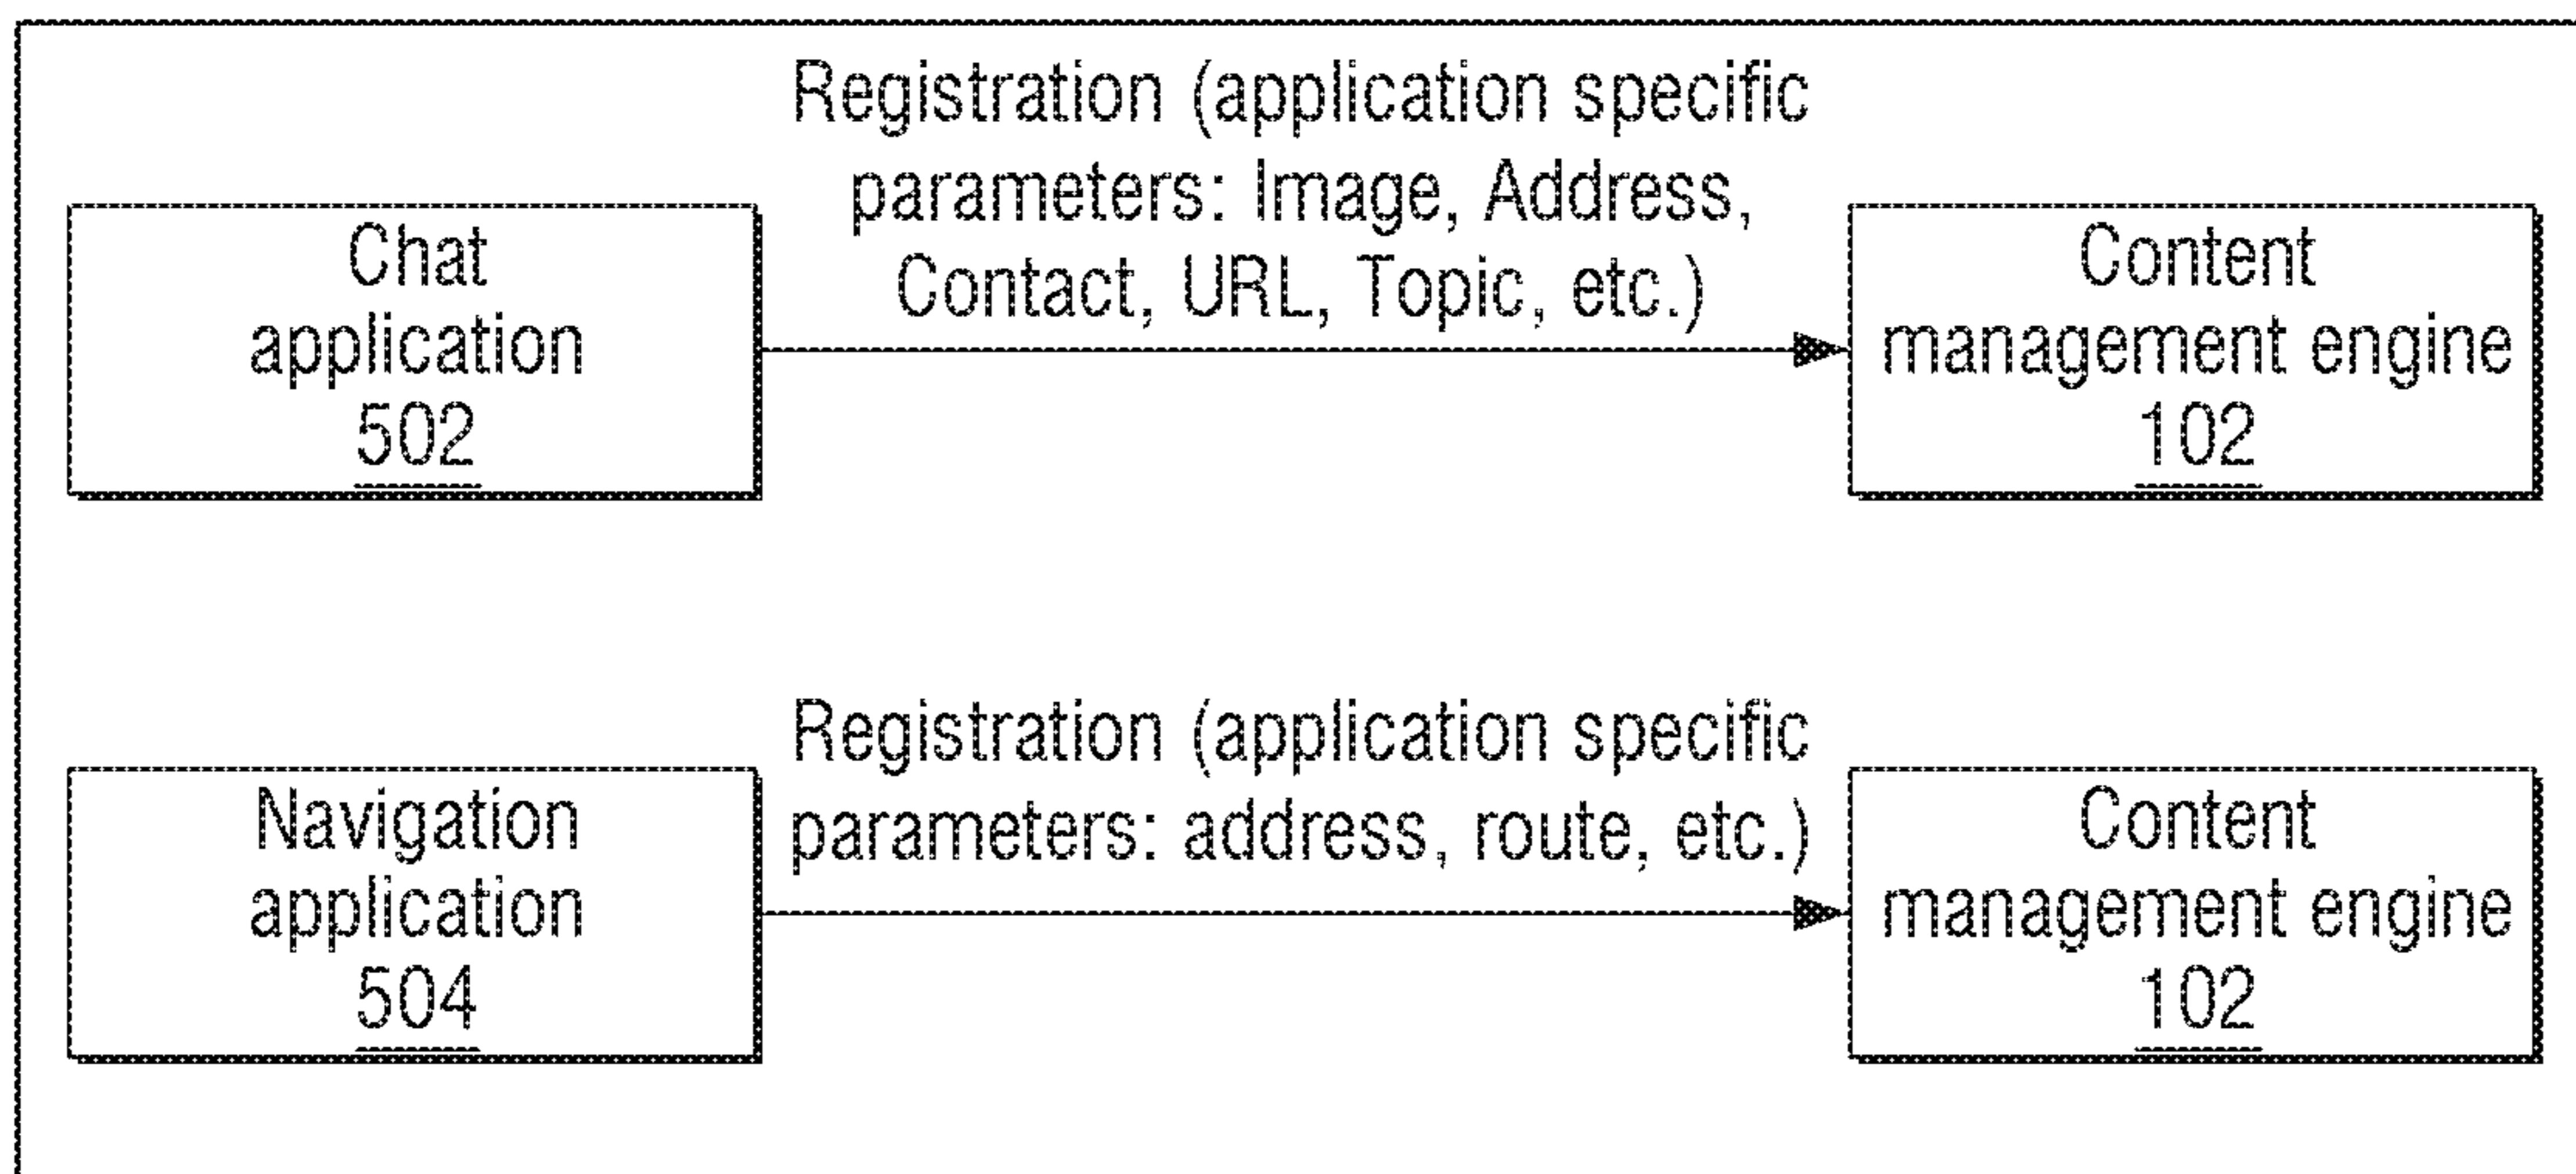 Registration (application specific
parameters: Image, Address,
Contact, URL, Topic, etc.)
Chat
application
502
Content
management engine
102
Registration (application specific
parameters: address, route, etc.)
Navigation
application
504
Content
management engine
102